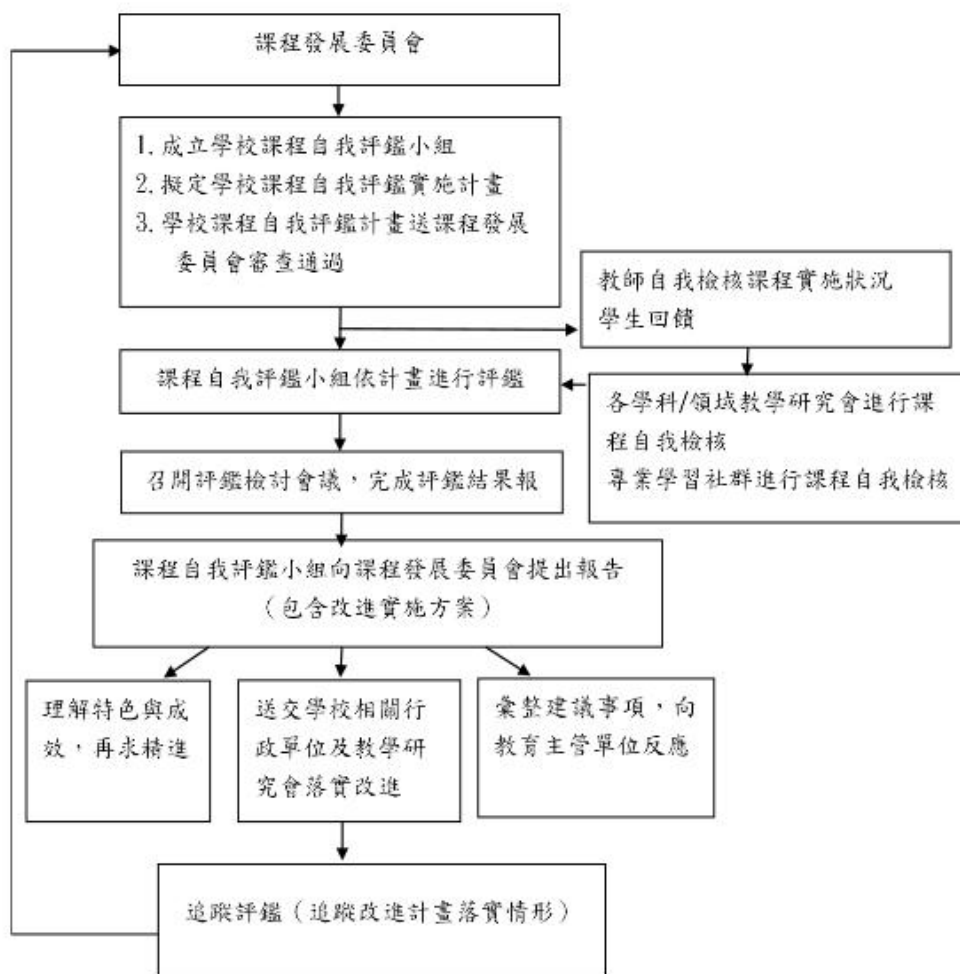 課程發展委員會
1. 成立學校課程自我評鑑小組
2. 擬定學校課程自我評鑑實施計畫
3. 學校課程自我評鑑計畫送課程發展
委員會審查通過
教師自我檢核課程實施狀況
學生回饋
課程自我評鑑小組依計畫進行評鑑
各學科/領域教學研究會進行課
程自我檢核
專業學習社群進行課程自我檢核
召開評鑑檢討會議，完成評鑑結果報
課程自我評鑑小組向課程發展委員會提出報告
（包含改進實施方案）
理解特色與成
效，再求精進
送交學校相關行
政單位及教學研
究會落實改進
彙整建議事項，向
教育主管單位反應
追蹤評鑑（追蹤改進計畫落實情形）